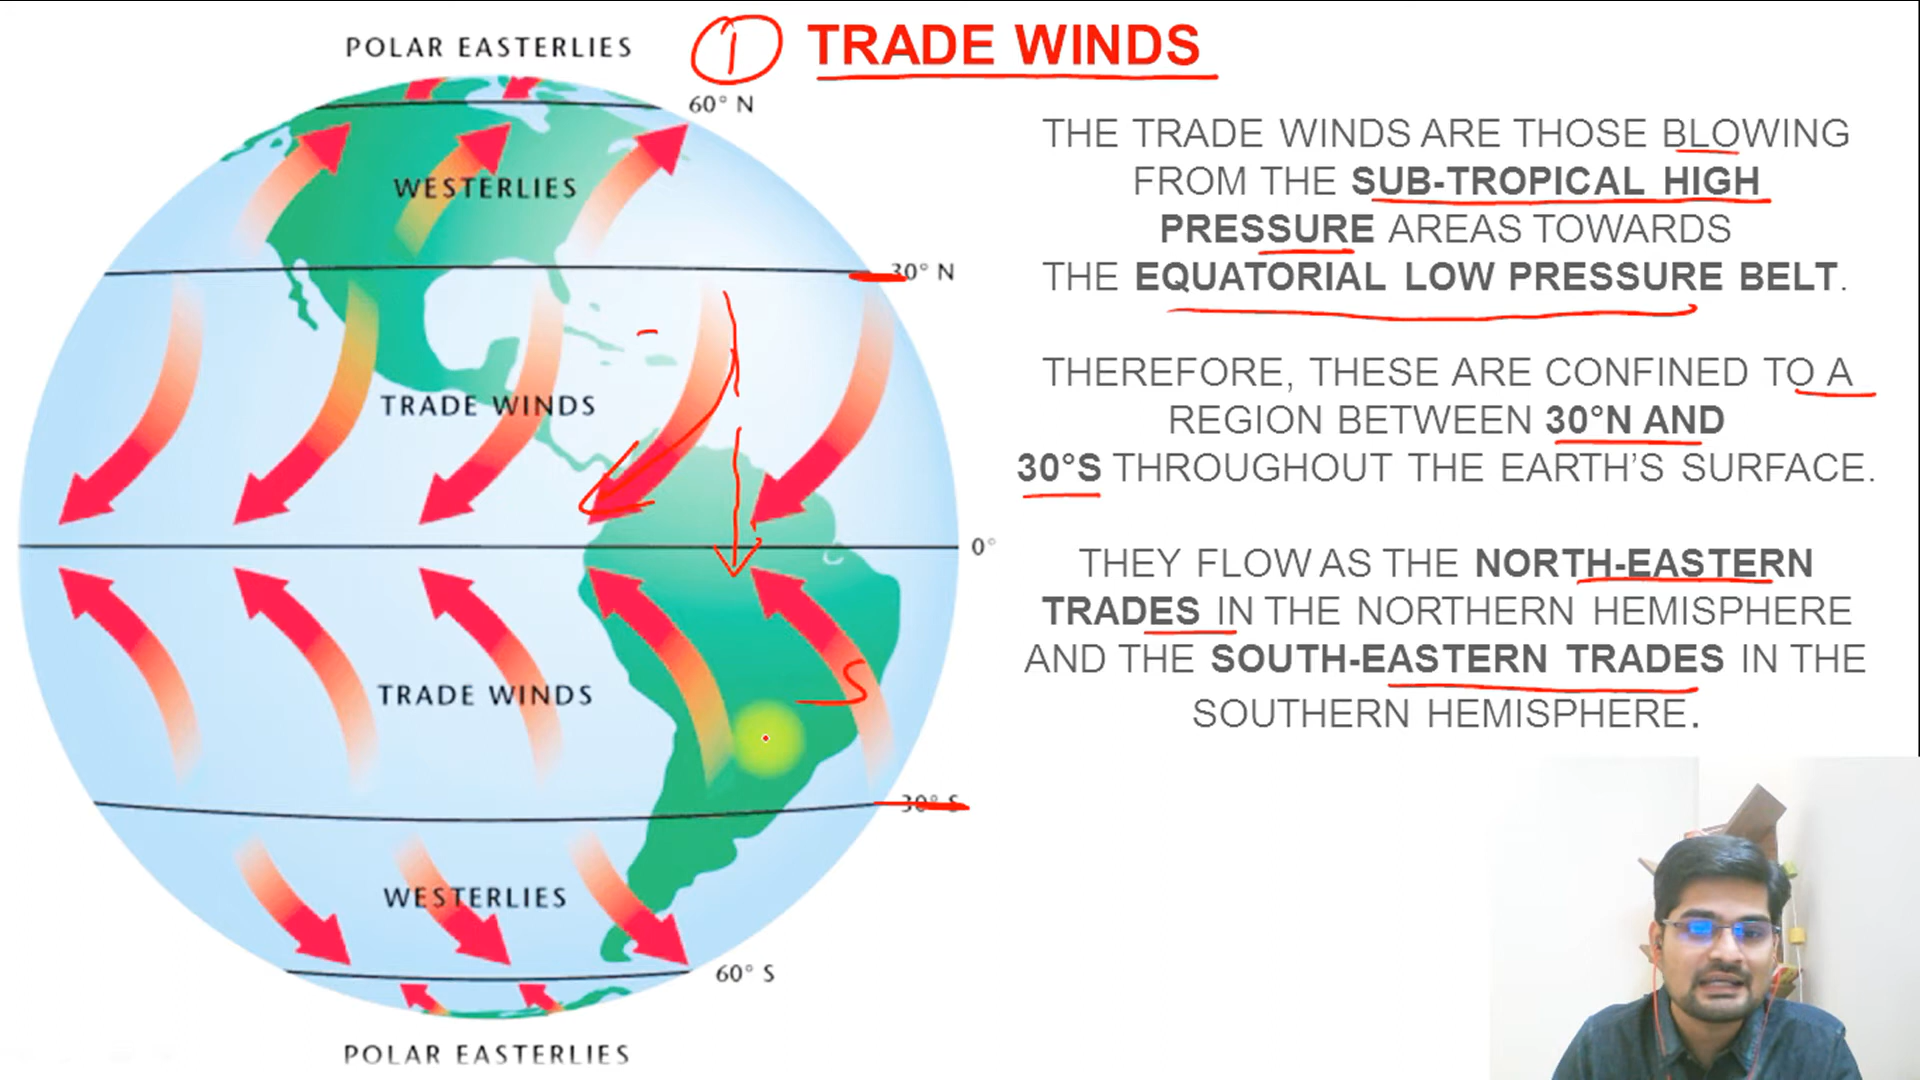 POLAR EASTERLIES
1 TRADE WINDS
60° N
WESTERLIES
30° N
TRADE WINDS
0°
TRADE WINDS
30° S
WESTERLIES
60° S
POLAR EASTERLIES
THE TRADE WINDS ARE THOSE BLOWING
FROM THE SUB-TROPICAL HIGH
PRESSURE AREAS TOWARDS
THE EQUATORIAL LOW PRESSURE BELT.
THEREFORE, THESE ARE CONFINED TO A
REGION BETWEEN 30°N AND
30°S THROUGHOUT THE EARTH’S SURFACE.
THEY FLOW AS THE NORTH-EASTERN
TRADES IN THE NORTHERN HEMISPHERE
AND THE SOUTH-EASTERN TRADES IN THE
SOUTHERN HEMISPHERE.